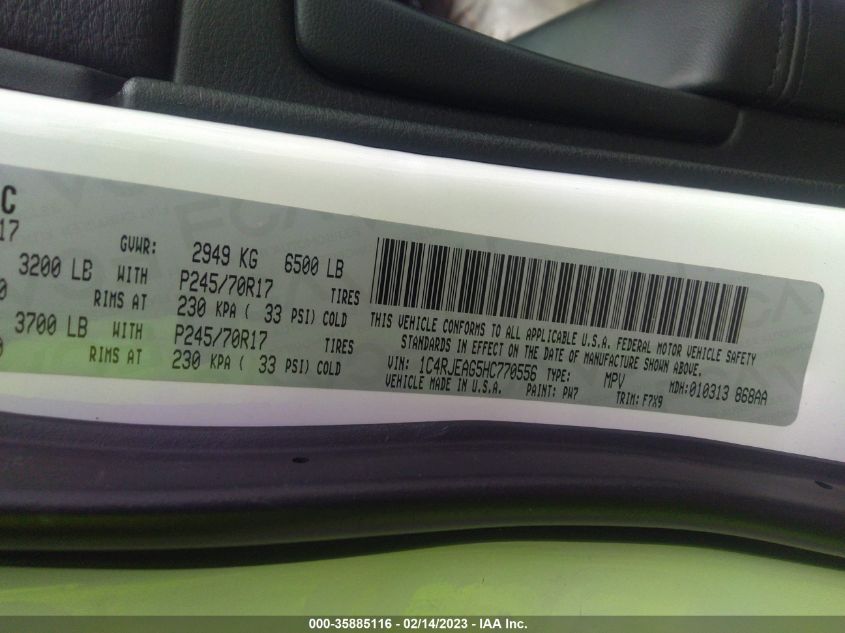 C
17
GVWR: 2949 KG 6500 LB
3200 LB WITH P245/70R17 TIRES
0 RIMS AT 230 KPA ( 33 PSI) COLD
3700 LB WITH P245/70R17 TIRES
0 RIMS AT 230 KPA ( 33 PSI) COLD
THIS VEHICLE CONFORMS TO ALL APPLICABLE U.S.A. FEDERAL MOTOR VEHICLE SAFETY
STANDARDS IN EFFECT ON THE DATE OF MANUFACTURE SHOWN ABOVE.
VIN: 1C4RJEAG5HC770556 TYPE: MPV MDH:010313 868AA
VEHICLE MADE IN U.S.A. PAINT: PW7 TRIM: F7X9
000-35885116 - 02/14/2023 - IAA Inc.